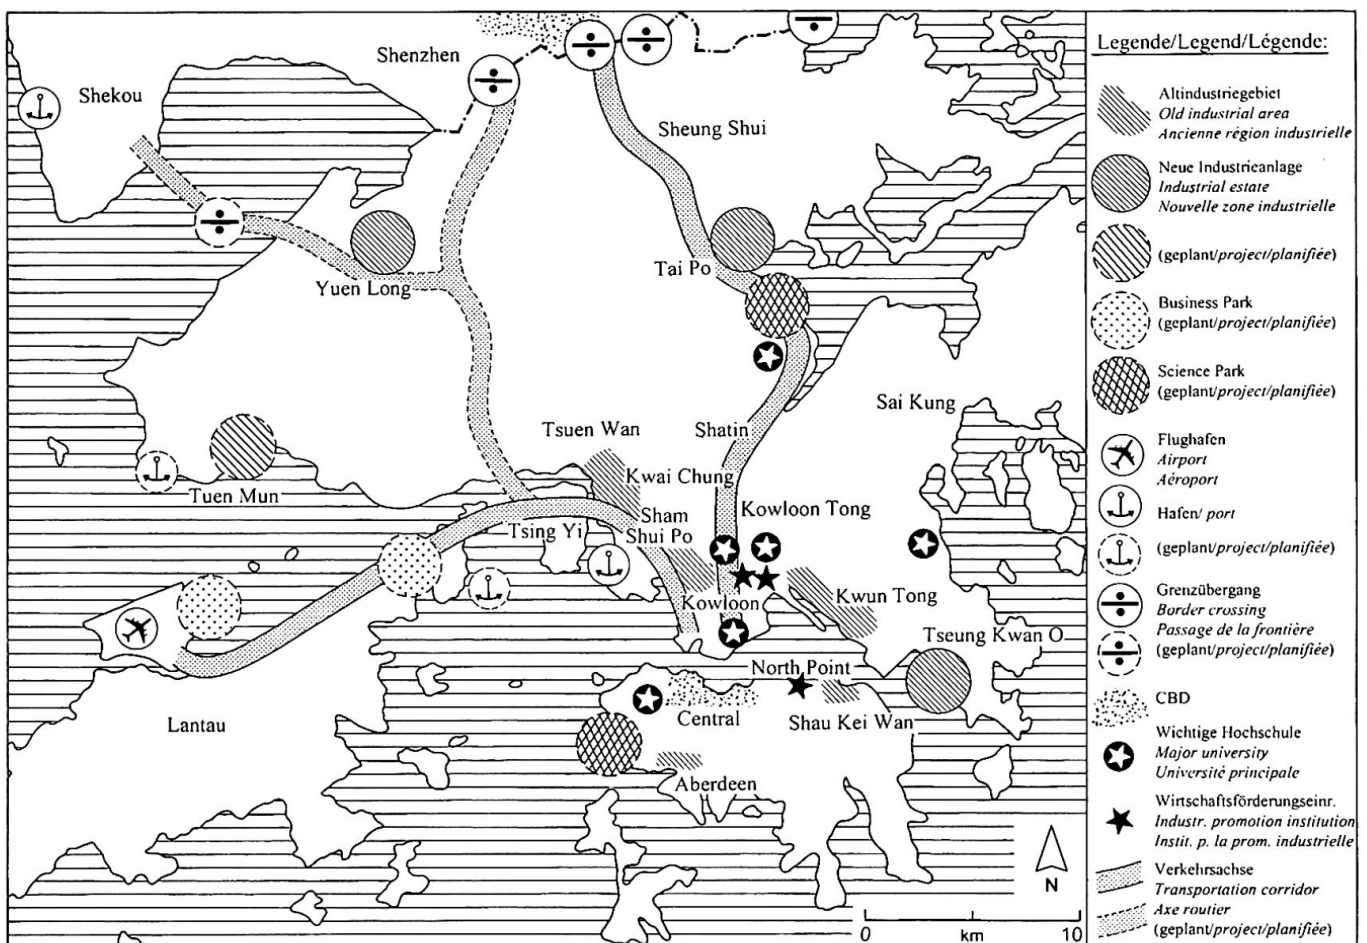 Shenzhen
Shekou
Sheung Shui
Tai Po
Yuen Long
Sai Kung
Tsuen Wan
Shatin
Kwai Chung
Tuen Mun
Kowloon Tong
Tsing Yi
Sham
Shui Po
Kowloon
Kwun Tong
Tseung Kwan O
North Point
Lantau
Central
Shau Kei Wan
Aberdeen
N
0 km 10
Legende/Legend/Légende:
Altindustriegebiet
Old industrial area
Ancienne région industrielle
Neue Industrieanlage
Industrial estate
Nouvelle zone industrielle
(geplant/project/planifiée)
Business Park
(geplant/project/planifiée)
Science Park
(geplant/project/planifiée)
Flughafen
Airport
Aéroport
Hafen/ port
(geplant/project/planifiée)
Grenzübergang
Border crossing
Passage de la frontière
(geplant/project/planifiée)
CBD
Wichtige Hochschule
Major university
Université principale
Wirtschaftsförderungseinr.
Industr. promotion institution
Instit. p. la prom. industrielle
Verkehrsachse
Transportation corridor
Axe routier
(geplant/project/planifiée)